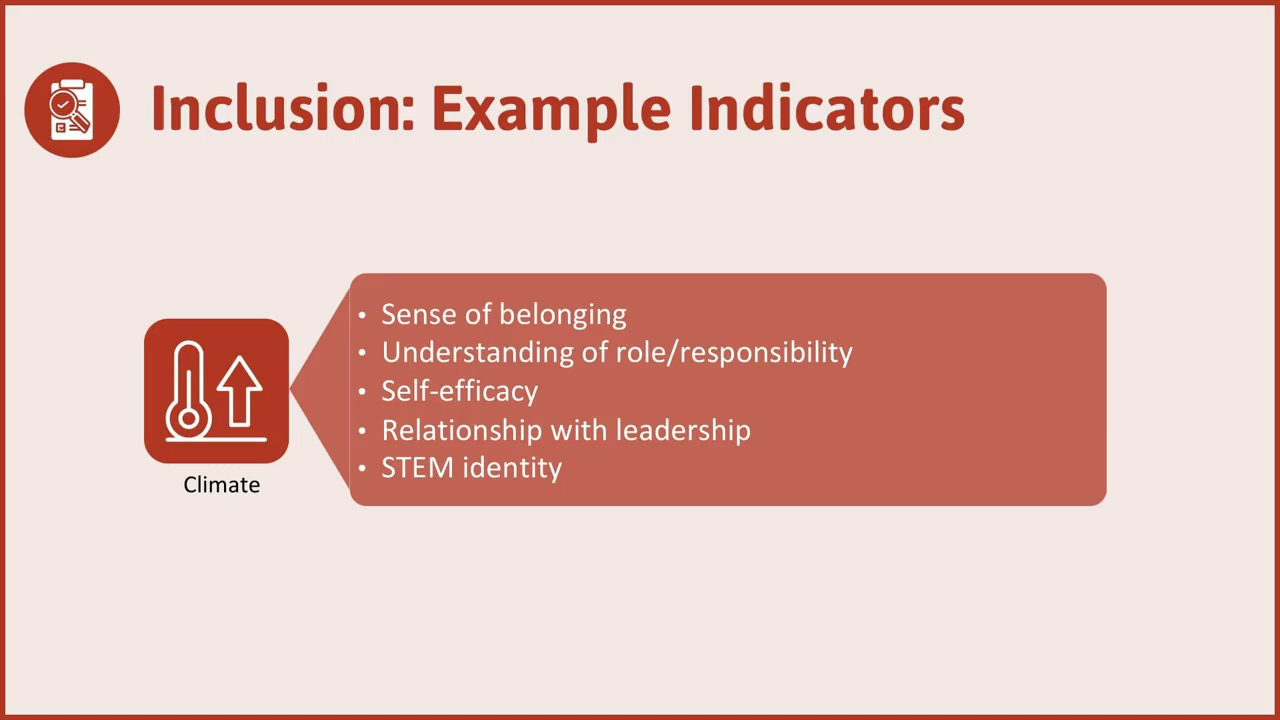 Inclusion: Example Indicators
• Sense of belonging
• Understanding of role/responsibility
• Self-efficacy
• Relationship with leadership
• STEM identity
Climate